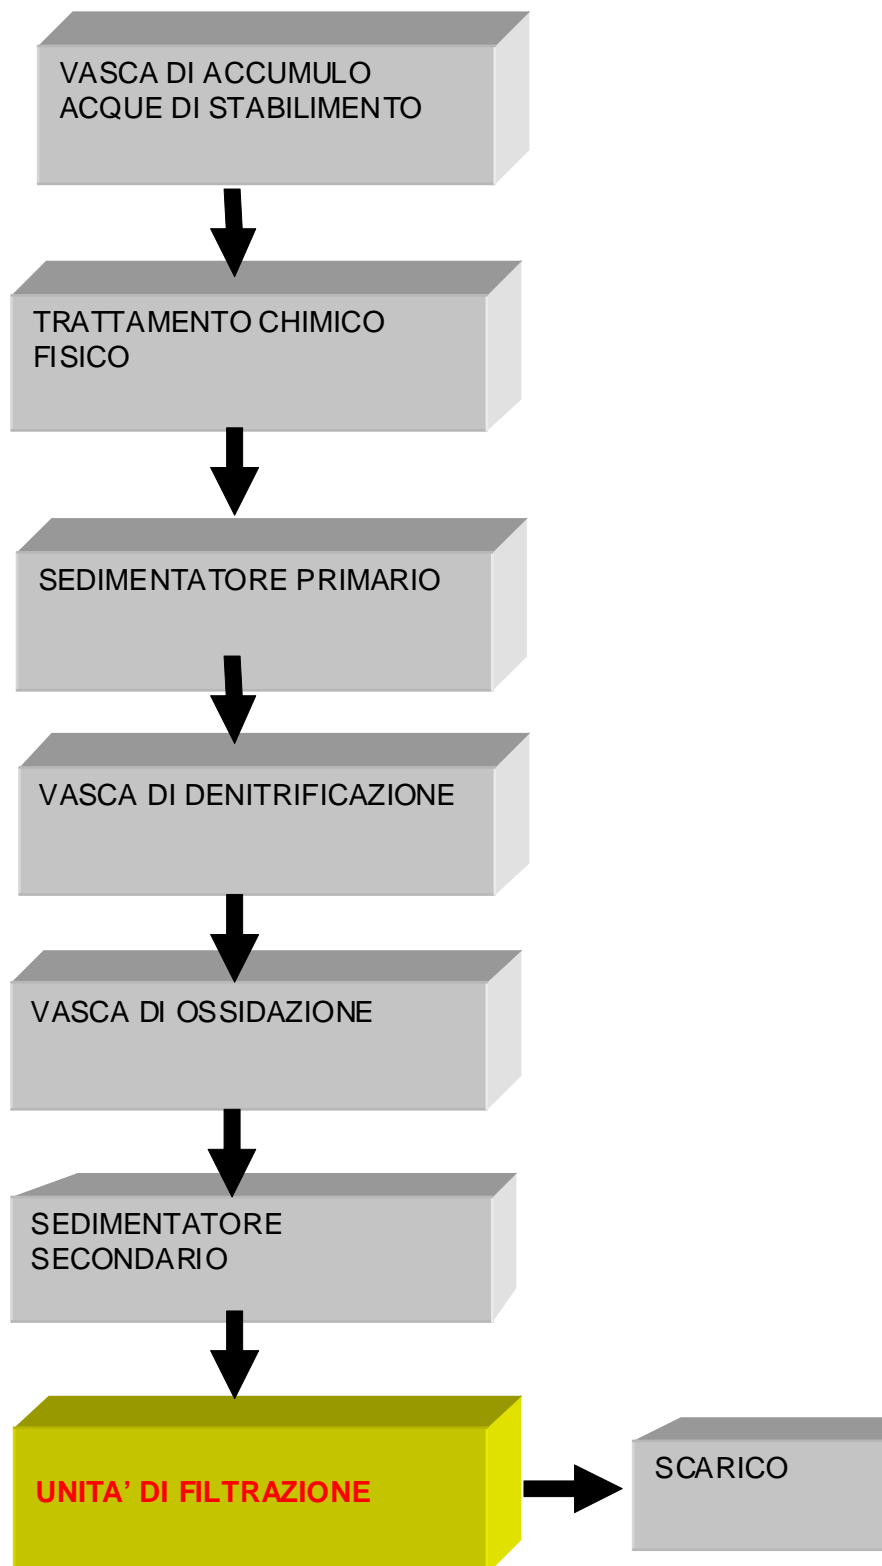 VASCA DI ACCUMULO
ACQUE DI STABILIMENTO
TRATTAMENTO CHIMICO
FISICO
SEDIMENTATORE PRIMARIO
VASCA DI DENITRIFICAZIONE
VASCA DI OSSIDAZIONE
SEDIMENTATORE
SECONDARIO
UNITA’ DI FILTRAZIONE
SCARICO